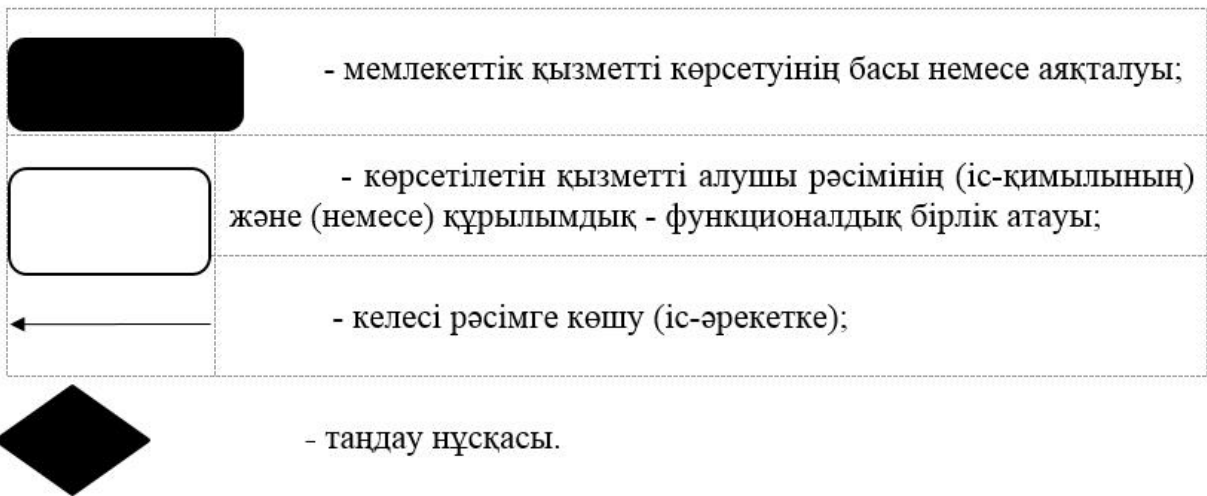 - мемлекеттік қызметті көрсетуінің басы немесе аяқталуы;
- көрсетілетін қызметті алушы рәсімінің (іс-қимылының)
және (немесе) құрылымдық - функционалдық бірлік атауы;
- келесі рәсімге көшу (іс-әрекетке);
- таңдау нұсқасы.